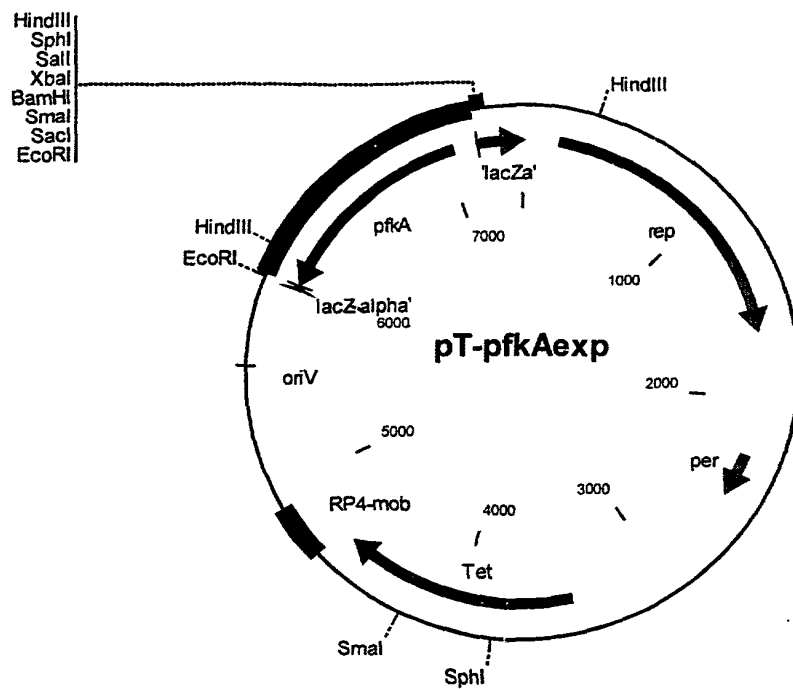 HindIII
SphI
SalI
XbaI
BamHI
SmaI
SacI
EcoRI
HindIII
'lacZa'
pfkA
7000
rep
HindIII
EcoRI
1000
lacZ-alpha'
6000
pT-pfkAexp
oriV
2000
5000
per
3000
RP4-mob
4000
Tet
SmaI
SphI